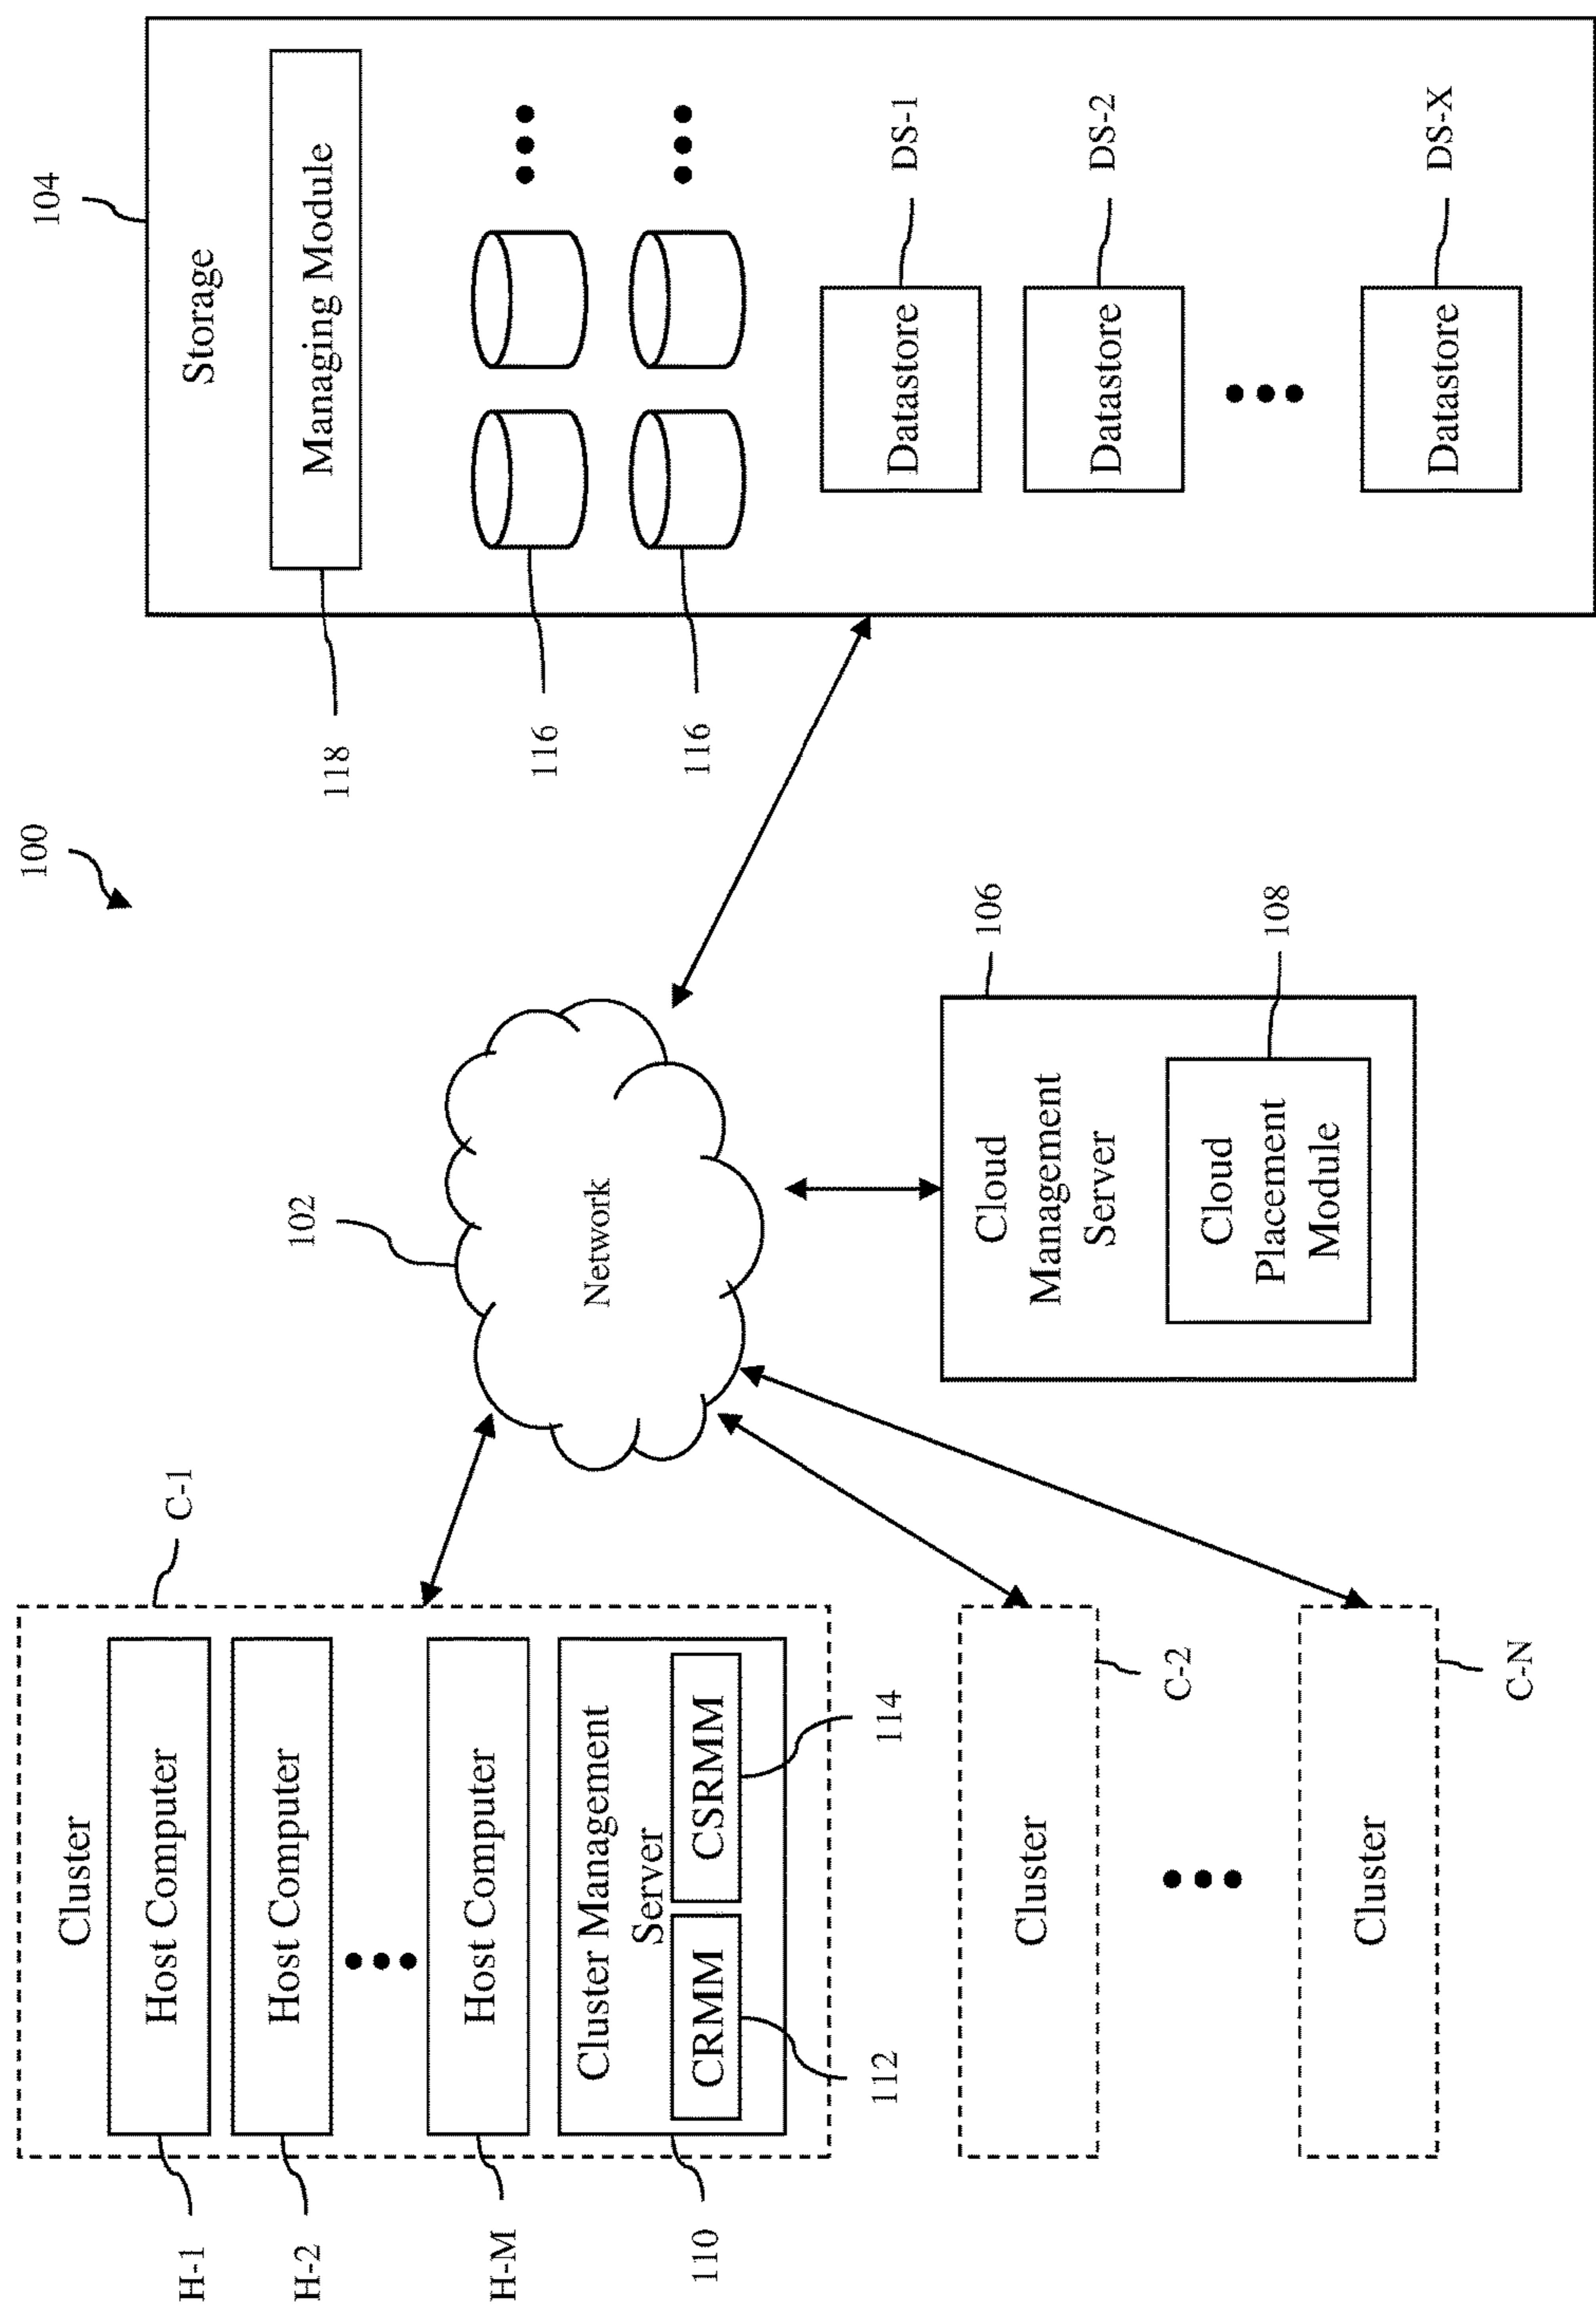 100
C-1
Cluster
H-1
Host Computer
H-2
Host Computer
H-M
Host Computer
110
Cluster Management
Server
CRMM
CSRMM
112
114
Cluster
C-2
Cluster
C-N
102
Network
106
Cloud
Management
Server
108
Cloud
Placement
Module
104
Storage
118
Managing Module
116
116
Datastore
DS-1
Datastore
DS-2
Datastore
DS-X